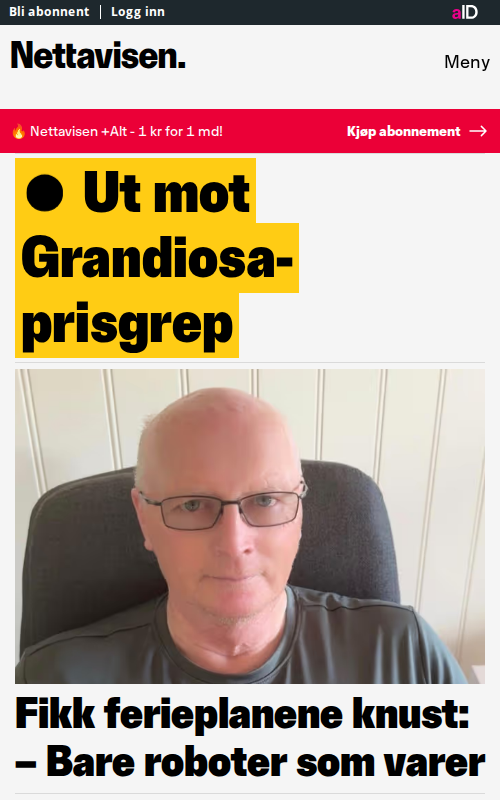 Bli abonnent | Logg inn
aID
Nettavisen.
Meny
🔥 Nettavisen +Alt - 1 kr for 1 md!
Kjøp abonnement →
● Ut mot
Grandiosa-
prisgrep
Fikk ferieplanene knust:
– Bare roboter som varer